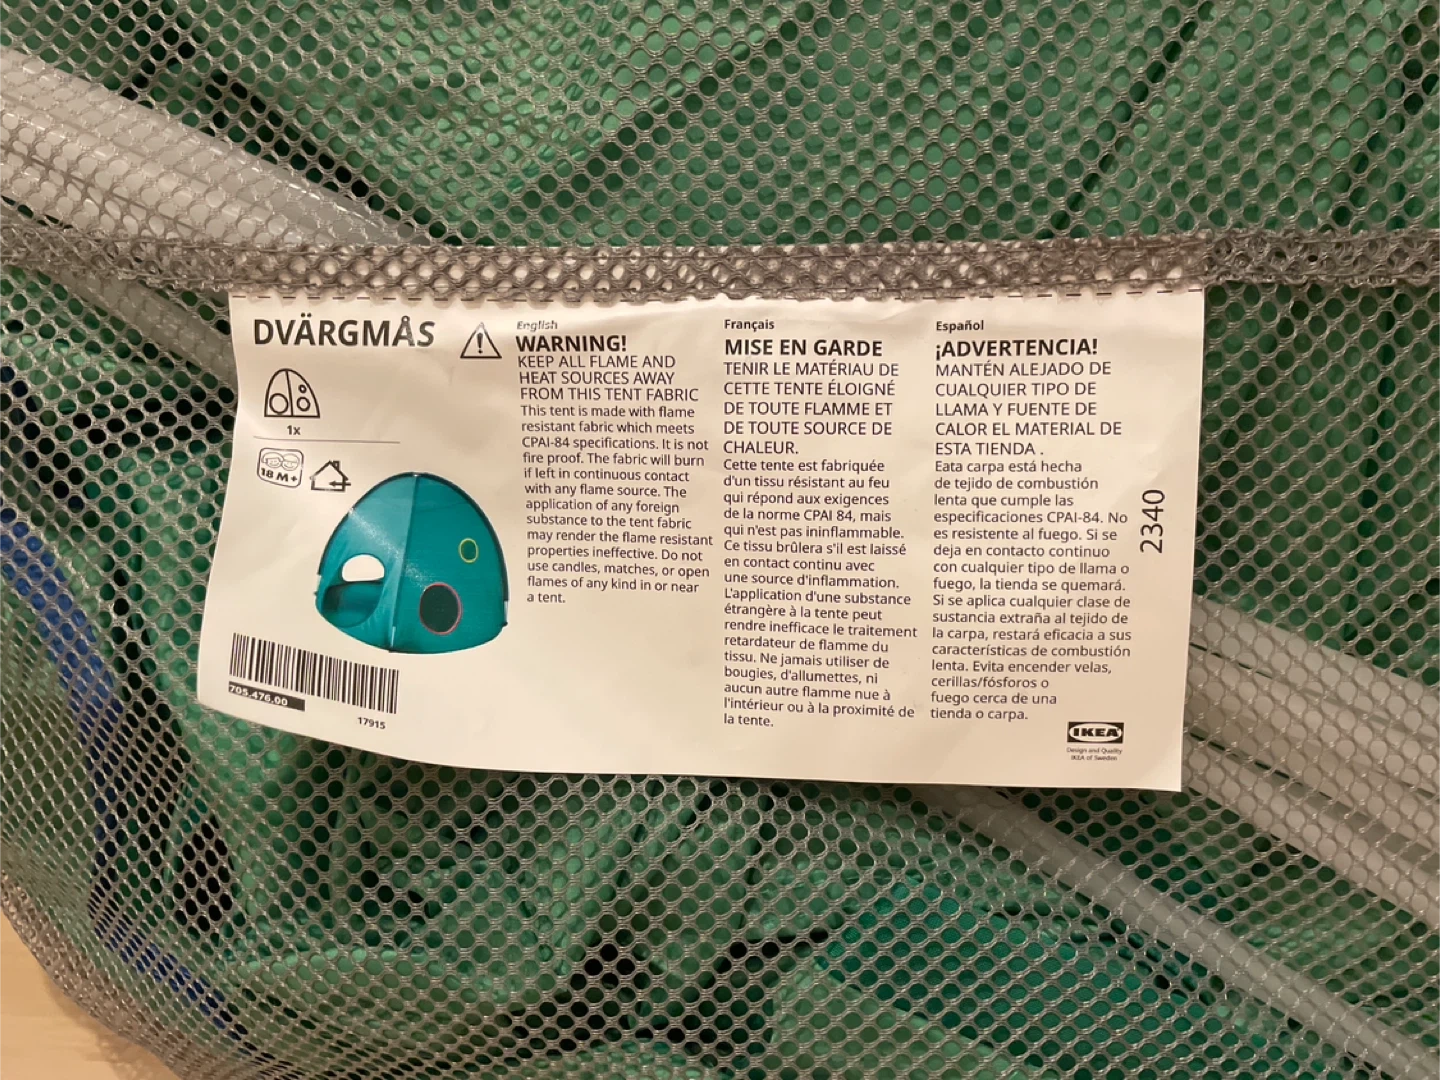 DVÄRGMÅS
1x
18 M+
705.476.00
17915
English
WARNING!
KEEP ALL FLAME AND
HEAT SOURCES AWAY
FROM THIS TENT FABRIC
This tent is made with flame
resistant fabric which meets
CPAI-84 specifications. It is not
fire proof. The fabric will burn
if left in continuous contact
with any flame source. The
application of any foreign
substance to the tent fabric
may render the flame resistant
properties ineffective. Do not
use candles, matches, or open
flames of any kind in or near
a tent.
Français
MISE EN GARDE
TENIR LE MATÉRIAU DE
CETTE TENTE ÉLOIGNÉ
DE TOUTE FLAMME ET
DE TOUTE SOURCE DE
CHALEUR.
Cette tente est fabriquée
d'un tissu résistant au feu
qui répond aux exigences
de la norme CPAI 84, mais
qui n'est pas ininflammable.
Ce tissu brûlera s'il est laissé
en contact continu avec
une source d'inflammation.
L'application d'une substance
étrangère à la tente peut
rendre inefficace le traitement
retardateur de flamme du
tissu. Ne jamais utiliser de
bougies, d'allumettes, ni
aucun autre flamme nue à
l'intérieur ou à la proximité de
la tente.
Español
¡ADVERTENCIA!
MANTÉN ALEJADO DE
CUALQUIER TIPO DE
LLAMA Y FUENTE DE
CALOR EL MATERIAL DE
ESTA TIENDA .
Eata carpa está hecha
de tejido de combustión
lenta que cumple las
especificaciones CPAI-84. No
es resistente al fuego. Si se
deja en contacto continuo
con cualquier tipo de llama o
fuego, la tienda se quemará.
Si se aplica cualquier clase de
sustancia extraña al tejido de
la carpa, restará eficacia a sus
características de combustión
lenta. Evita encender velas,
cerillas/fósforos o
fuego cerca de una
tienda o carpa.
2340
IKEA
Design and Quality
IKEA of Sweden